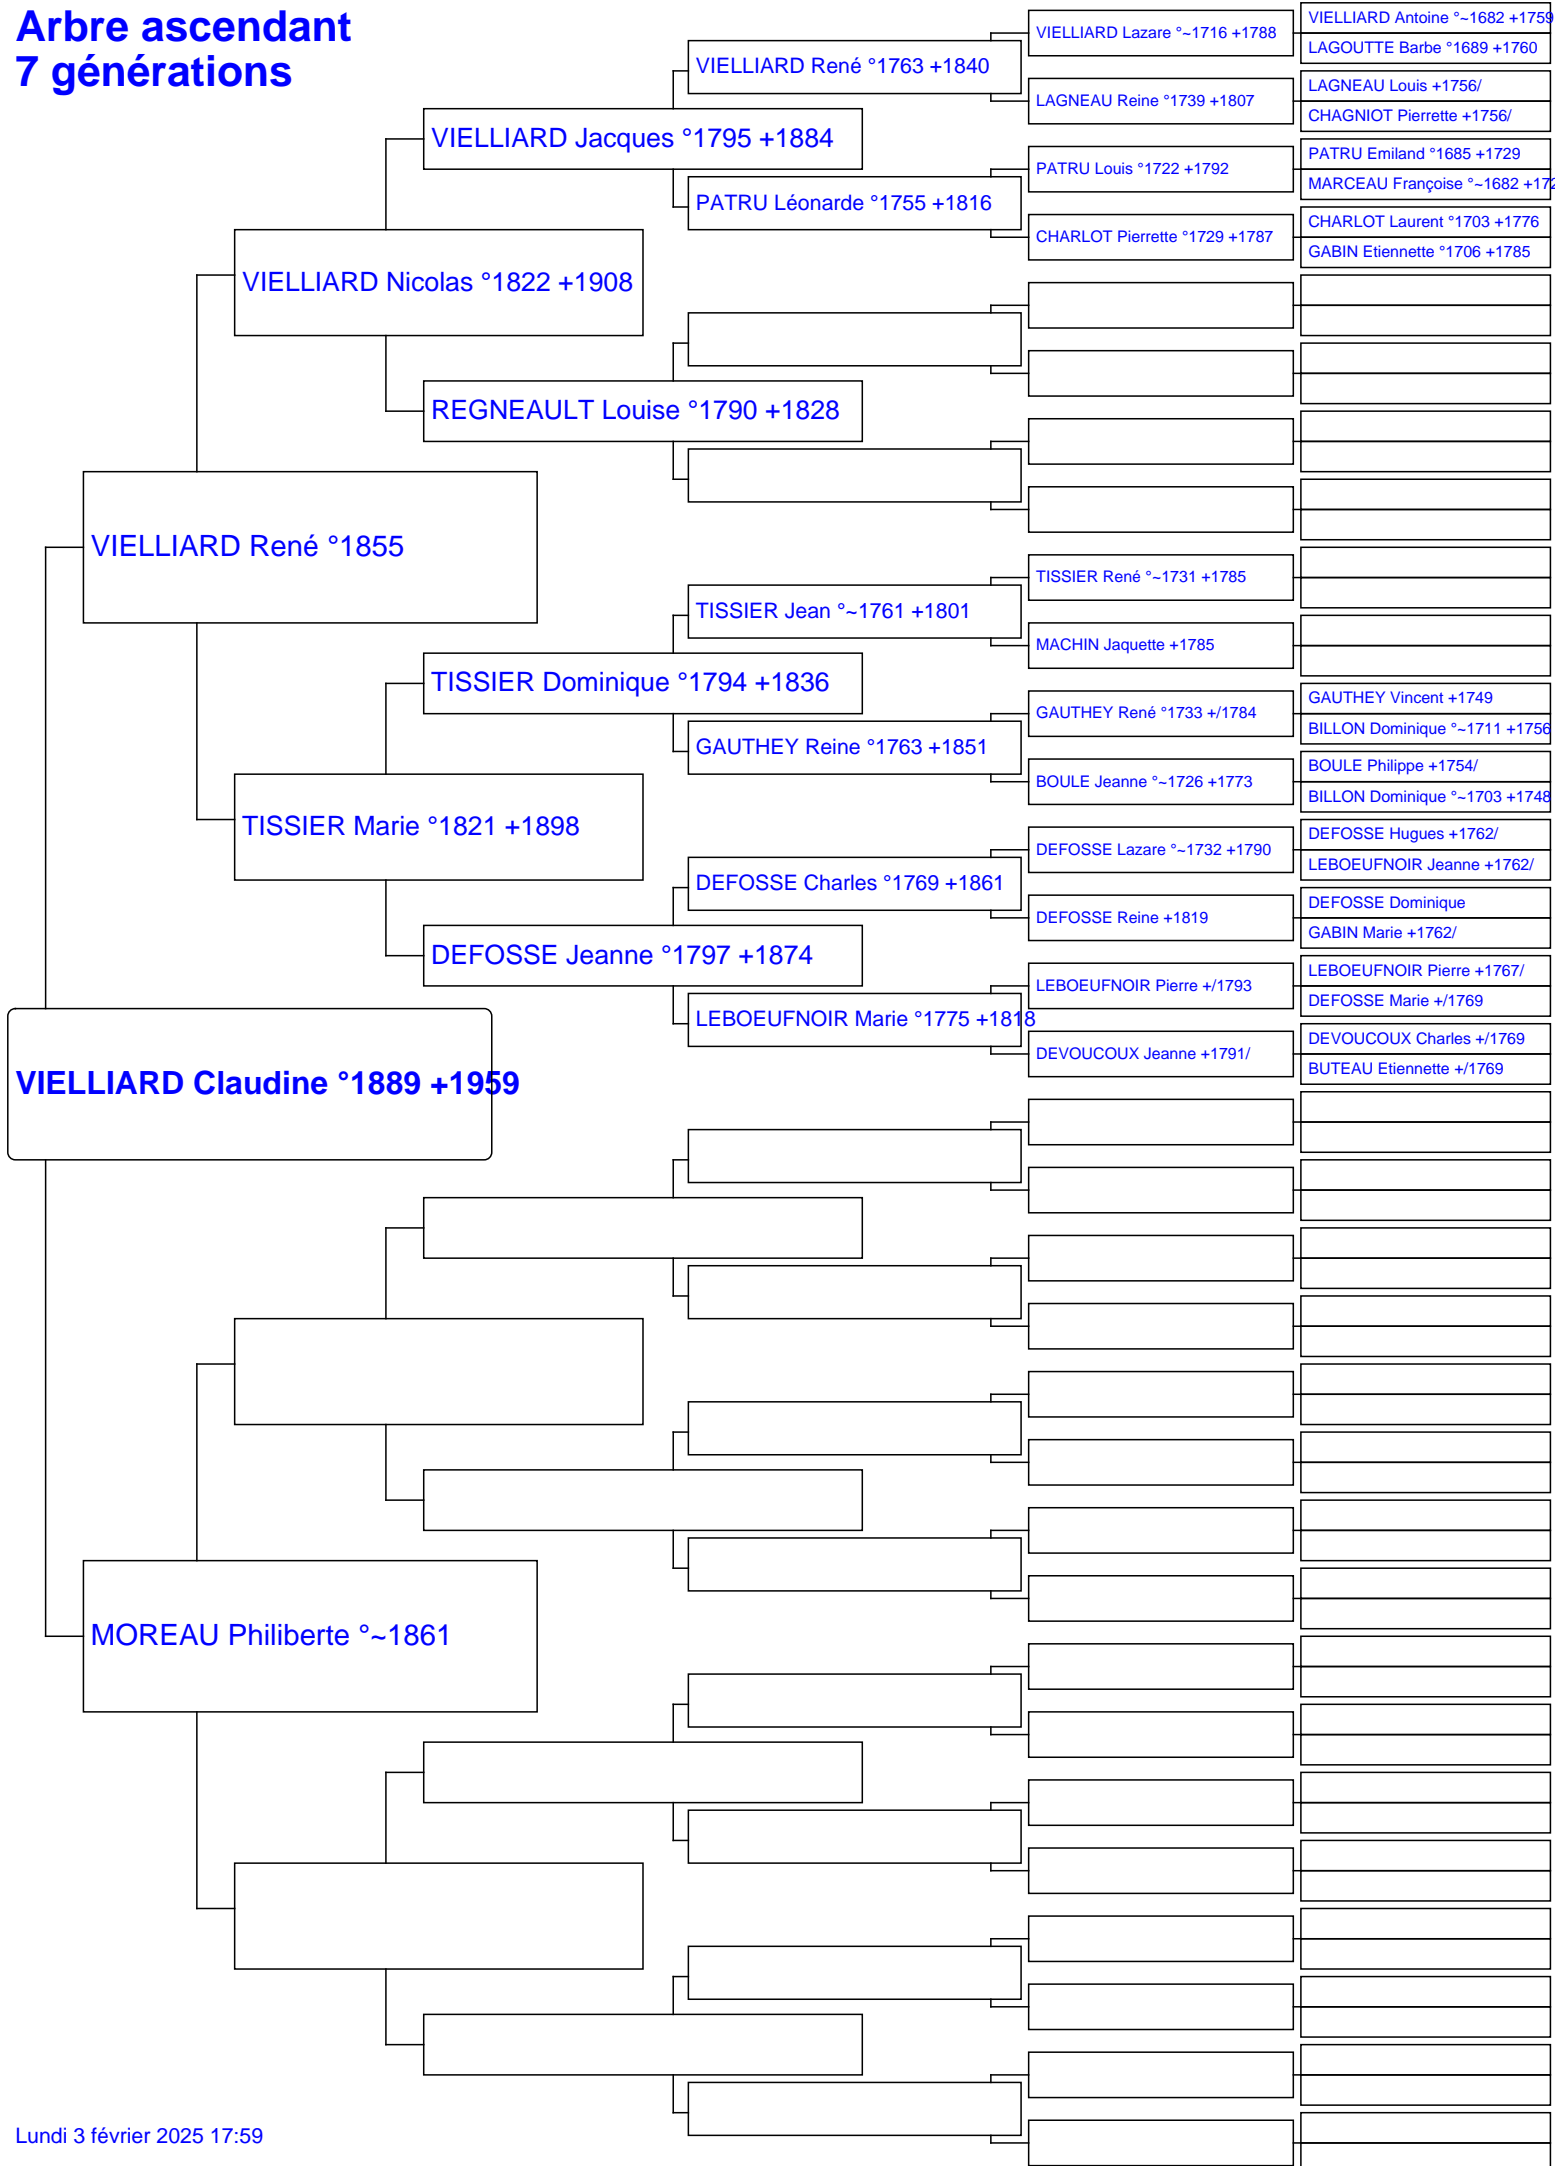 Arbre ascendant
7 générations
VIELLIARD Claudine °1889 +1959
VIELLIARD René °1855
MOREAU Philiberte °~1861
VIELLIARD Nicolas °1822 +1908
TISSIER Marie °1821 +1898
VIELLIARD Jacques °1795 +1884
REGNEAULT Louise °1790 +1828
TISSIER Dominique °1794 +1836
DEFOSSE Jeanne °1797 +1874
VIELLIARD René °1763 +1840
PATRU Léonarde °1755 +1816
TISSIER Jean °~1761 +1801
GAUTHEY Reine °1763 +1851
DEFOSSE Charles °1769 +1861
LEBOEUFNOIR Marie °1775 +1818
VIELLIARD Lazare °~1716 +1788
LAGNEAU Reine °1739 +1807
PATRU Louis °1722 +1792
CHARLOT Pierrette °1729 +1787
TISSIER René °~1731 +1785
MACHIN Jaquette +1785
GAUTHEY René °1733 +/1784
BOULE Jeanne °~1726 +1773
DEFOSSE Lazare °~1732 +1790
DEFOSSE Reine +1819
LEBOEUFNOIR Pierre +/1793
DEVOUCOUX Jeanne +1791/
VIELLIARD Antoine °~1682 +1759
LAGOUTTE Barbe °1689 +1760
LAGNEAU Louis +1756/
CHAGNIOT Pierrette +1756/
PATRU Emiland °1685 +1729
MARCEAU Françoise °~1682
CHARLOT Laurent °1703 +1776
GABIN Etiennette °1706 +1785
GAUTHEY Vincent +1749
BILLON Dominique °~1711 +1756
BOULE Philippe +1754/
BILLON Dominique °~1703 +1748
DEFOSSE Hugues +1762/
LEBOEUFNOIR Jeanne +1762/
DEFOSSE Dominique
GABIN Marie +1762/
LEBOEUFNOIR Pierre +1767/
DEFOSSE Marie +/1769
DEVOUCOUX Charles +/1769
BUTEAU Etiennette +/1769
Lundi 3 février 2025 17:59